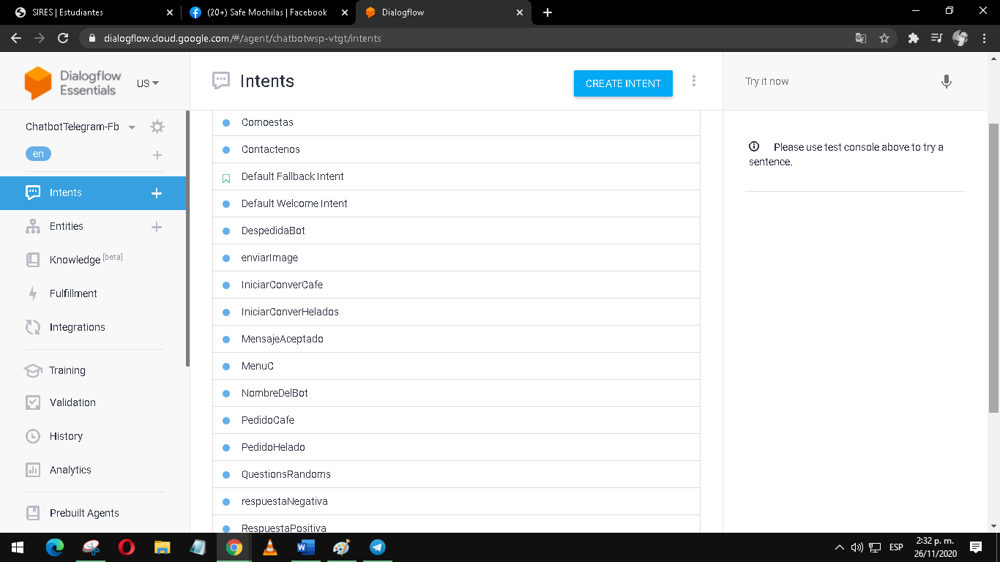 SIRES | Estudiantes
(20+) Safe Mochilas | Facebook
Dialogflow
dialogflow.cloud.google.com/#/agent/chatbotwsp-vtgt/intents
Dialogflow
Essentials
US
Intents
CREATE INTENT
Try it now
ChatbotTelegram-Fb
en
Intents
Entities
Knowledge [beta]
Fulfillment
Integrations
Training
Validation
History
Analytics
Prebuilt Agents
Comoestas
Contactenos
Default Fallback Intent
Default Welcome Intent
DespedidaBot
enviarImage
IniciarConverCafe
IniciarConverHelados
MensajeAceptado
MenuC
NombreDelBot
PedidoCafe
PedidoHelado
QuestionsRandoms
respuestaNegativa
RespuestaPositiva
Please use test console above to try a
sentence.
ESP
2:32 p. m.
26/11/2020